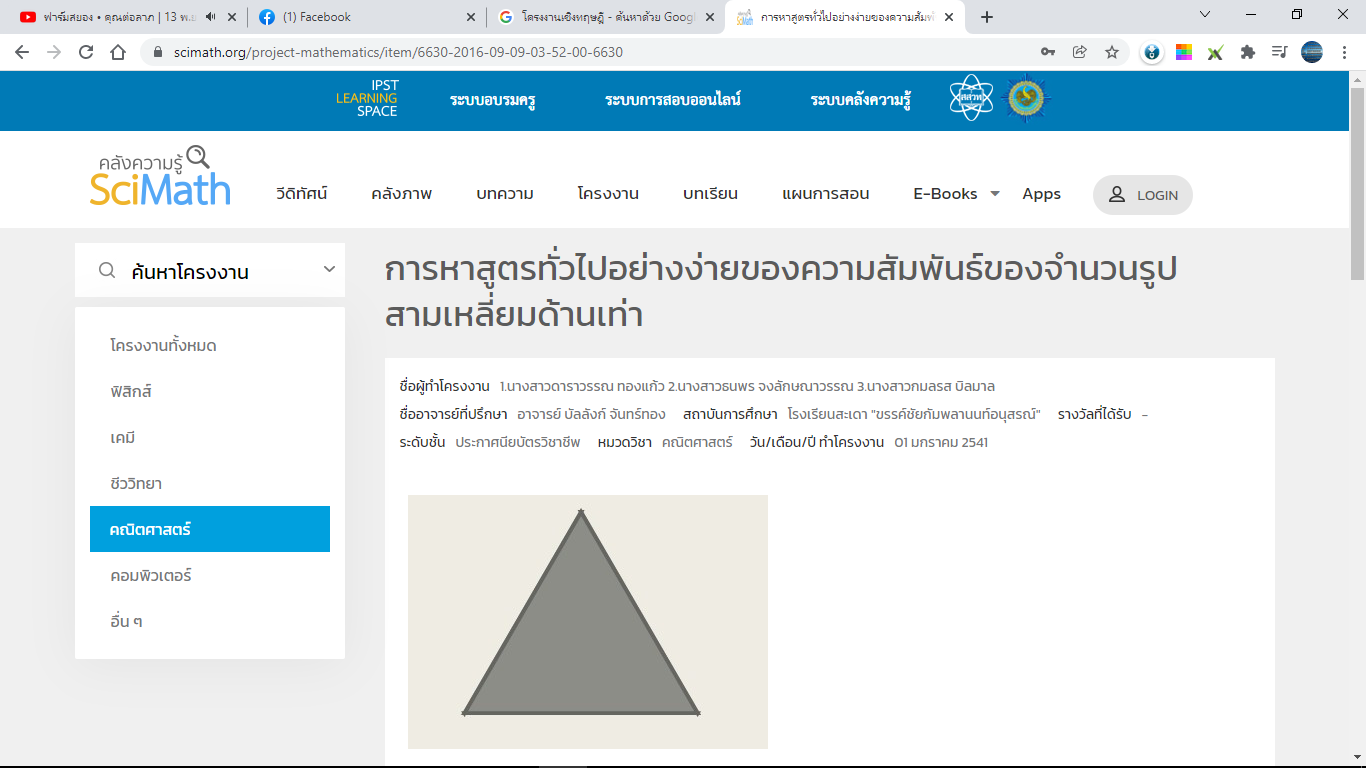 ฟาร์มสยอง • คุณต่อลาภ | 13 พ.ย
(1) Facebook
โครงงานเชิงทฤษฎี - ค้นหาด้วย Googl
การหาสูตรทั่วไปอย่างง่ายของความสัมพั
scimath.org/project-mathematics/item/6630-2016-09-09-03-52-00-6630
IPST
LEARNING
SPACE
ระบบอบรมครู
ระบบการสอบออนไลน์
ระบบคลังความรู้
สสวท
คลังความรู้
SciMath
วีดิทัศน์
คลังภาพ
บทความ
โครงงาน
บทเรียน
แผนการสอน
E-Books
Apps
LOGIN
ค้นหาโครงงาน
โครงงานทั้งหมด
ฟิสิกส์
เคมี
ชีววิทยา
คณิตศาสตร์
คอมพิวเตอร์
อื่น ๆ
การหาสูตรทั่วไปอย่างง่ายของความสัมพันธ์ของจำนวนรูป
สามเหลี่ยมด้านเท่า
ชื่อผู้ทำโครงงาน 1.นางสาวดาราวรรณ ทองแก้ว 2.นางสาวธนพร จงลักษณาวรรณ 3.นางสาวกมลรส บิลมาล
ชื่ออาจารย์ที่ปรึกษา อาจารย์ บัลลังก์ จันทร์ทอง สถาบันการศึกษา โรงเรียนสะเดา "ขรรค์ชัยกัมพลานนท์อนุสรณ์" รางวัลที่ได้รับ -
ระดับชั้น ประกาศนียบัตรวิชาชีพ หมวดวิชา คณิตศาสตร์ วัน/เดือน/ปี ทำโครงงาน 01 มกราคม 2541